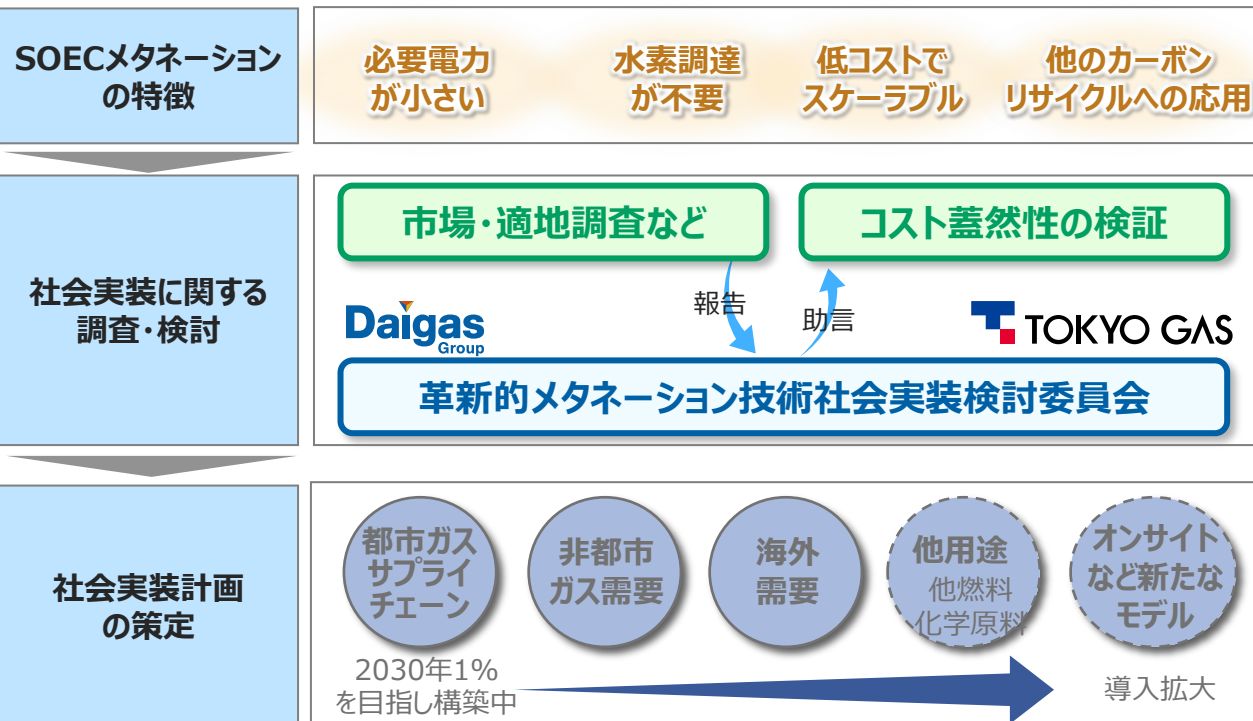 SOECメタネーション
の特徴
必要電力
が小さい
水素調達
が不要
低コストで
スケーラブル
他のカーボン
リサイクルへの応用
社会実装に関する
調査・検討
市場・適地調査など
コスト蓋然性の検証
報告
助言
Daigas
Group
TOKYO GAS
革新的メタネーション技術社会実装検討委員会
社会実装計画
の策定
都市ガス
サプライ
チェーン
非都市
ガス需要
海外
需要
他用途
他燃料
化学原料
オンサイト
など新たな
モデル
2030年1%
を目指し構築中
導入拡大